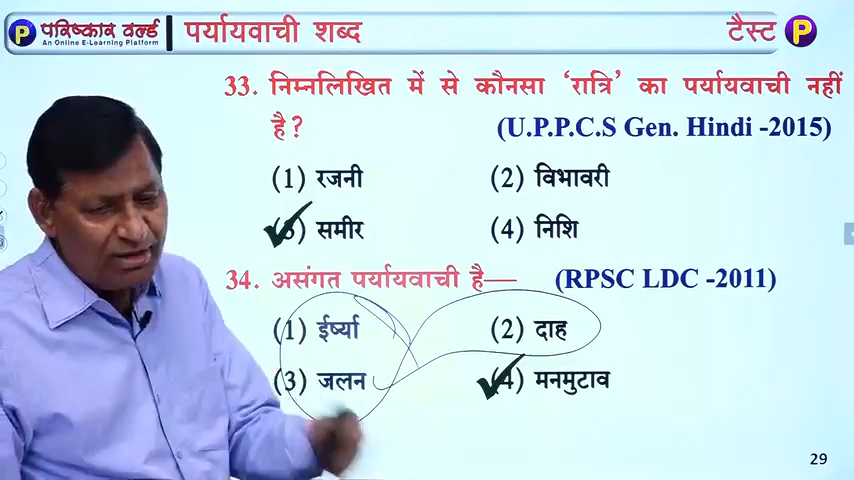 P परिष्कार वर्ल्ड पर्यायवाची शब्द टैस्ट P
An Online E-Learning Platform
33. निम्नलिखित में से कौनसा ‘रात्रि’ का पर्यायवाची नहीं
है? (U.P.P.C.S Gen. Hindi -2015)
(1) रजनी (2) विभावरी
(3) समीर (4) निशि
34. असंगत पर्यायवाची है— (RPSC LDC -2011)
(1) ईर्ष्या (2) दाह
(3) जलन (4) मनमुटाव
29